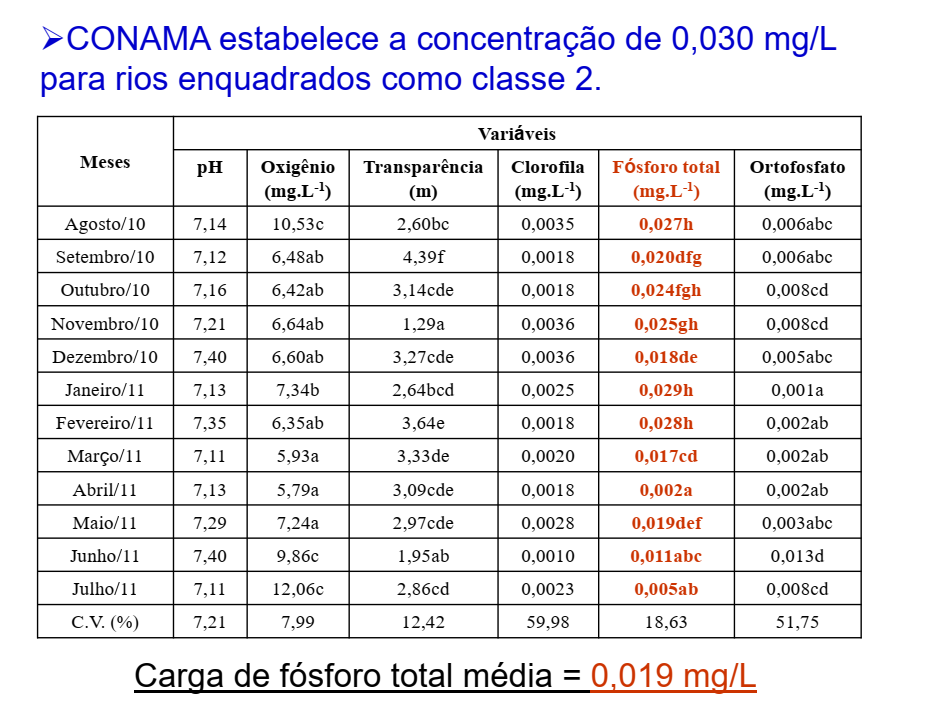 ➢CONAMA estabelece a concentração de 0,030 mg/L
para rios enquadrados como classe 2.
Meses Variáveis
pH Oxigênio (mg.L-1) Transparência (m) Clorofila (mg.L-1) Fósforo total (mg.L-1) Ortofosfato (mg.L-1)
Agosto/10 7,14 10,53c 2,60bc 0,0035 0,027h 0,006abc
Setembro/10 7,12 6,48ab 4,39f 0,0018 0,020dfg 0,006abc
Outubro/10 7,16 6,42ab 3,14cde 0,0018 0,024fgh 0,008cd
Novembro/10 7,21 6,64ab 1,29a 0,0036 0,025gh 0,008cd
Dezembro/10 7,40 6,60ab 3,27cde 0,0036 0,018de 0,005abc
Janeiro/11 7,13 7,34b 2,64bcd 0,0025 0,029h 0,001a
Fevereiro/11 7,35 6,35ab 3,64e 0,0018 0,028h 0,002ab
Março/11 7,11 5,93a 3,33de 0,0020 0,017cd 0,002ab
Abril/11 7,13 5,79a 3,09cde 0,0018 0,002a 0,002ab
Maio/11 7,29 7,24a 2,97cde 0,0028 0,019def 0,003abc
Junho/11 7,40 9,86c 1,95ab 0,0010 0,011abc 0,013d
Julho/11 7,11 12,06c 2,86cd 0,0023 0,005ab 0,008cd
C.V. (%) 7,21 7,99 12,42 59,98 18,63 51,75
Carga de fósforo total média = 0,019 mg/L